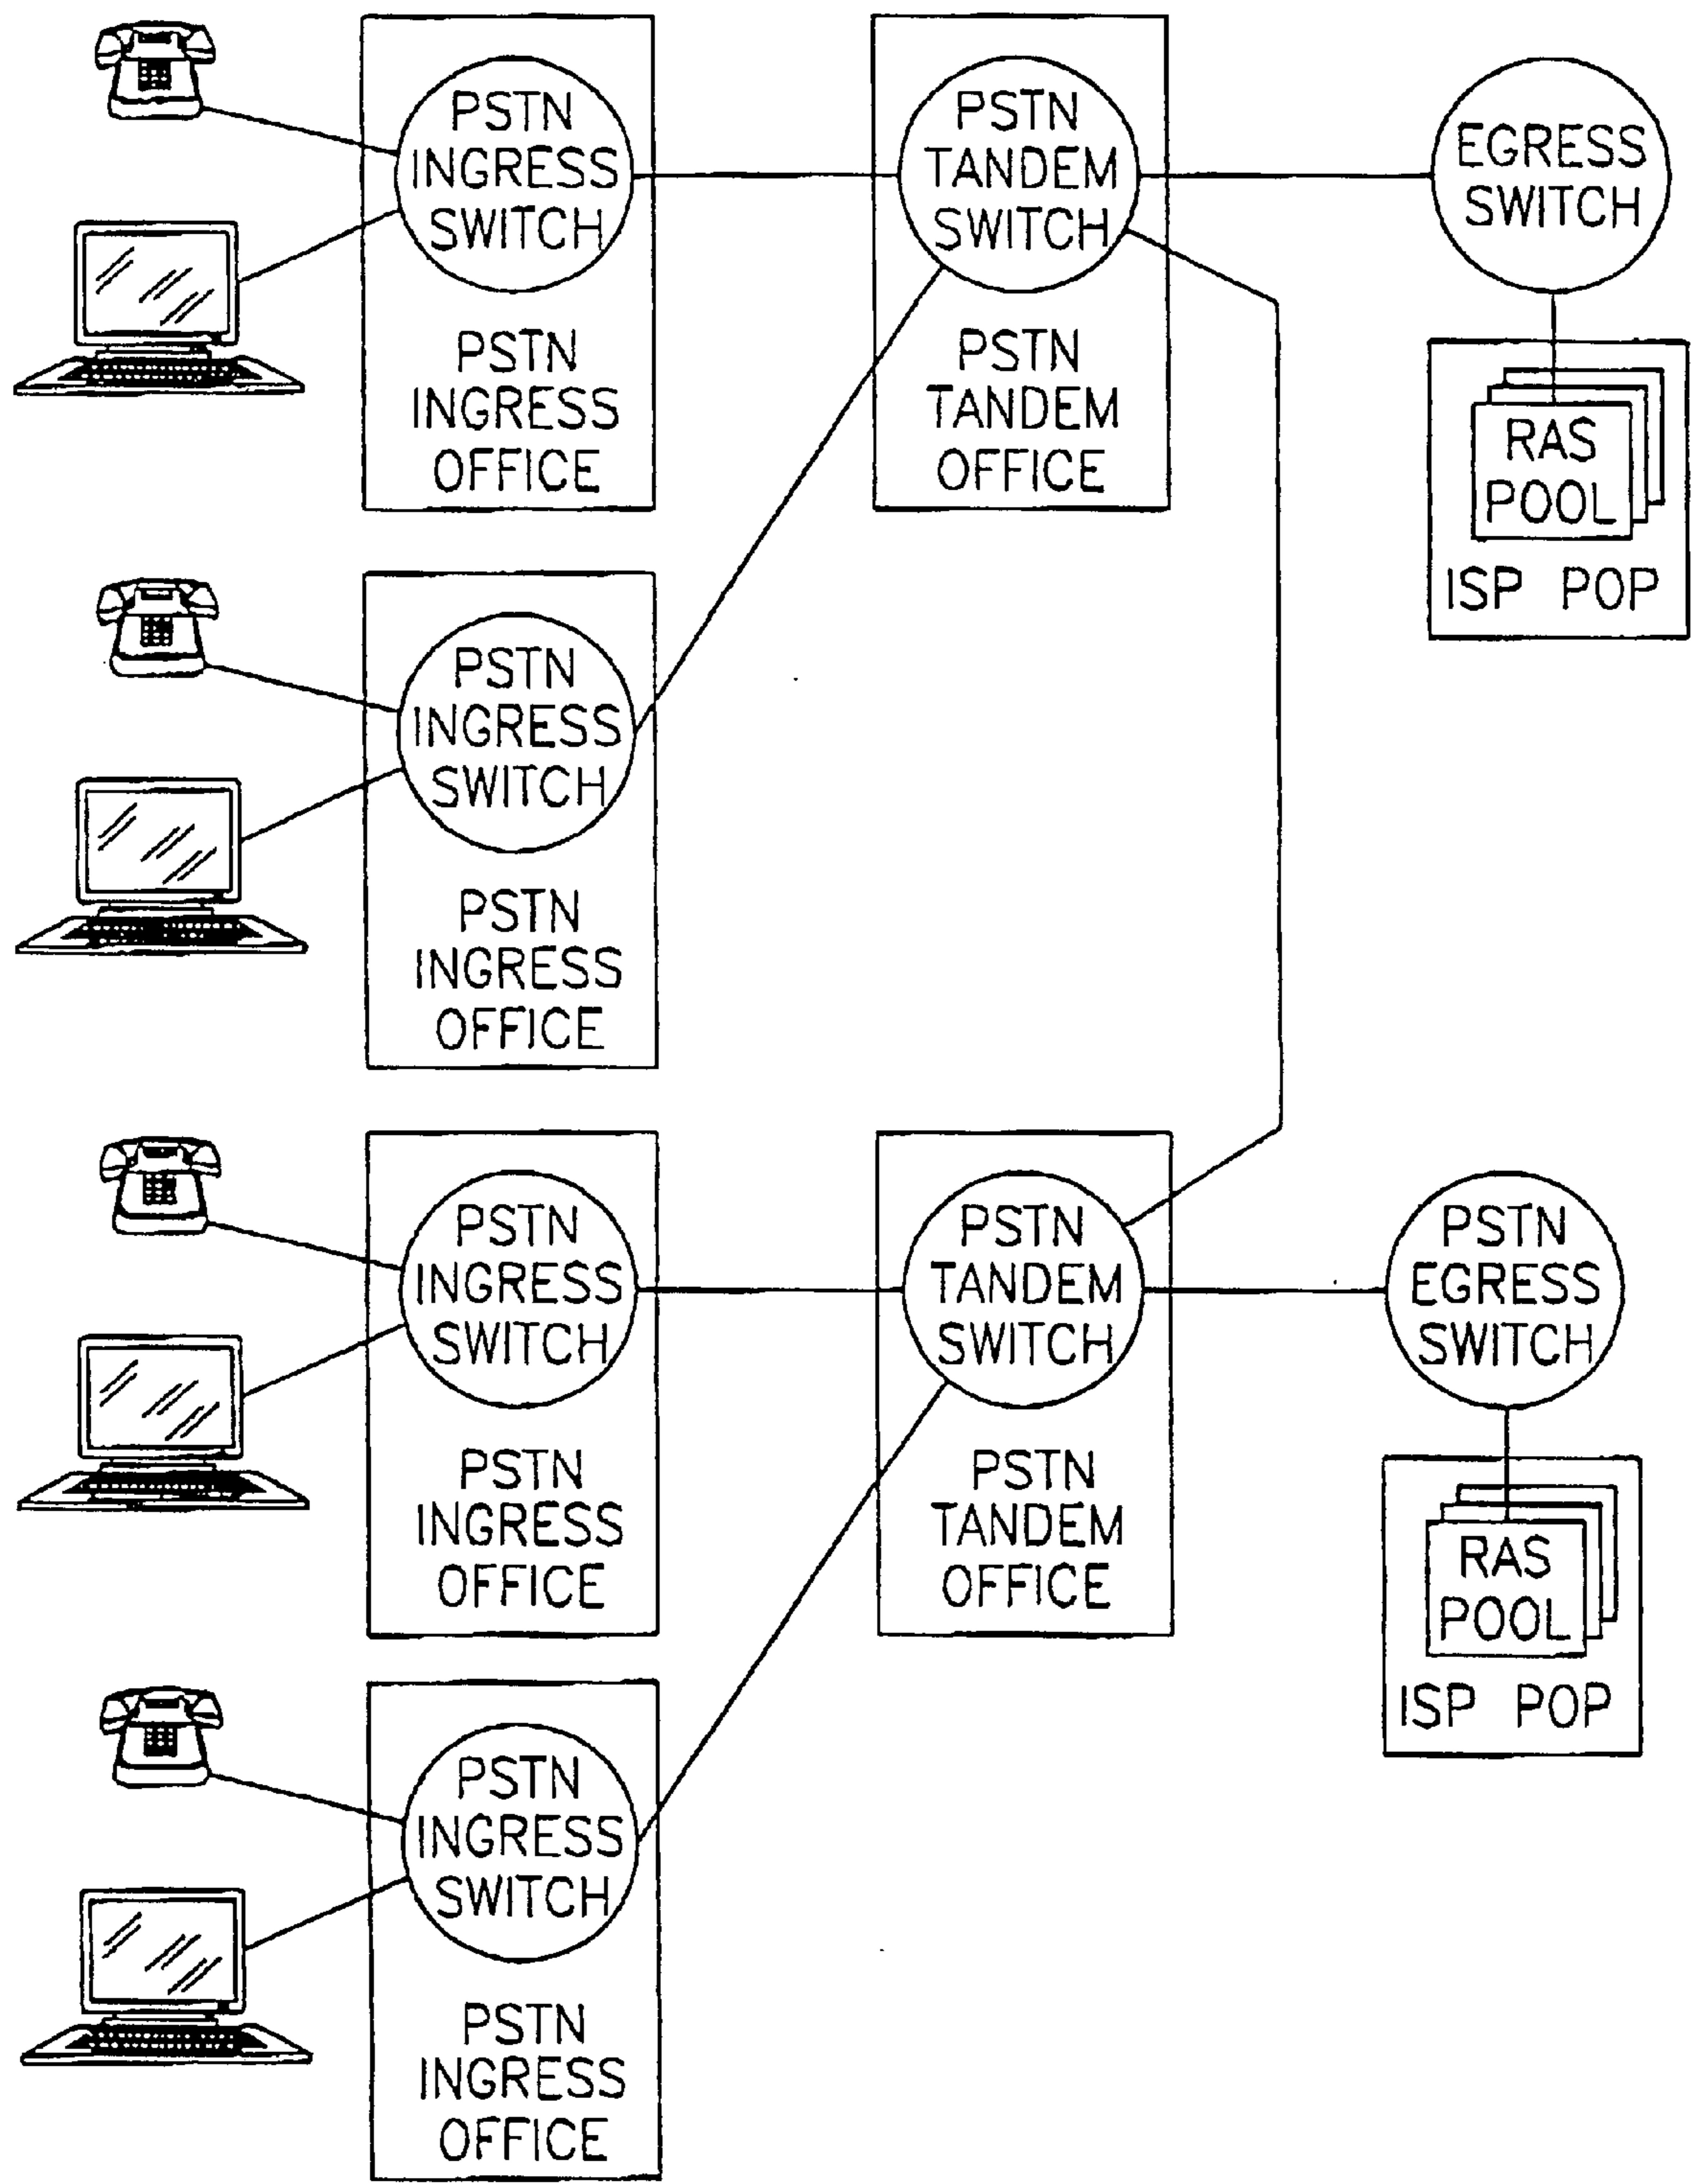 PSTN
INGRESS
SWITCH
PSTN
INGRESS
OFFICE
PSTN
TANDEM
SWITCH
PSTN
TANDEM
OFFICE
EGRESS
SWITCH
RAS
POOL
ISP POP
PSTN
INGRESS
SWITCH
PSTN
INGRESS
OFFICE
PSTN
INGRESS
SWITCH
PSTN
INGRESS
OFFICE
PSTN
TANDEM
SWITCH
PSTN
TANDEM
OFFICE
PSTN
EGRESS
SWITCH
RAS
POOL
ISP POP
PSTN
INGRESS
SWITCH
PSTN
INGRESS
OFFICE